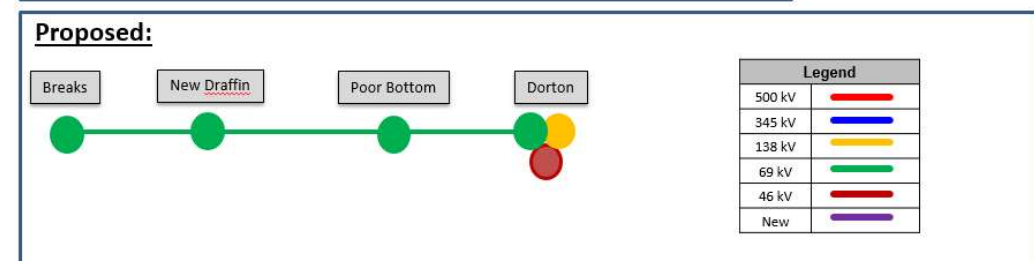 Proposed:
Breaks
New Draffin
Poor Bottom
Dorton
Legend
500 kV
345 kV
138 kV
69 kV
46 kV
New